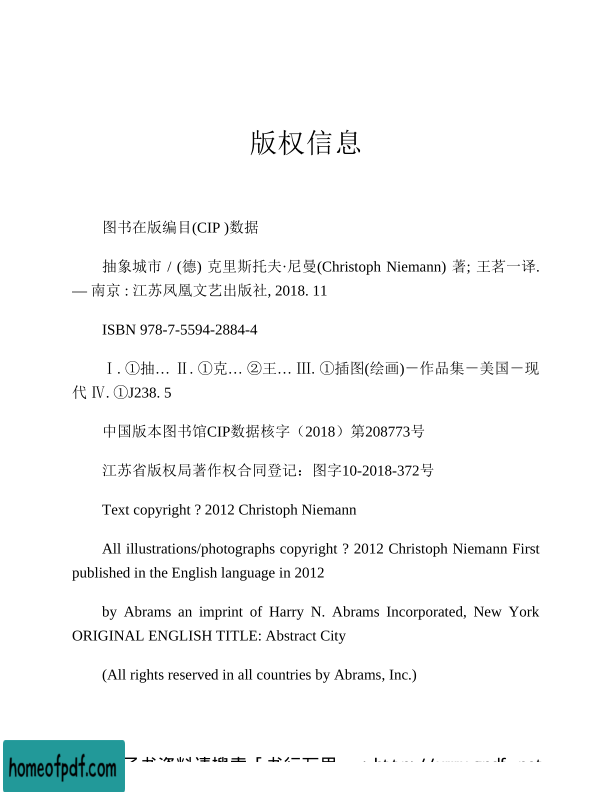 版权信息
图书在版编目(CIP )数据
抽象城市 / (德) 克里斯托夫·尼曼(Christoph Niemann) 著; 王茗一译.
— 南京 : 江苏凤凰文艺出版社, 2018. 11
ISBN 978-7-5594-2884-4
Ⅰ. ①抽… Ⅱ. ①克… ②王… Ⅲ. ①插图(绘画)－作品集－美国－现
代 Ⅳ. ①J238. 5
中国版本图书馆CIP数据核字（2018）第208773号
江苏省版权局著作权合同登记：图字10-2018-372号
Text copyright ? 2012 Christoph Niemann
All illustrations/photographs copyright ? 2012 Christoph Niemann First
published in the English language in 2012
by Abrams an imprint of Harry N. Abrams Incorporated, New York
ORIGINAL ENGLISH TITLE: Abstract City
(All rights reserved in all countries by Abrams, Inc.)
homeofpdf.com